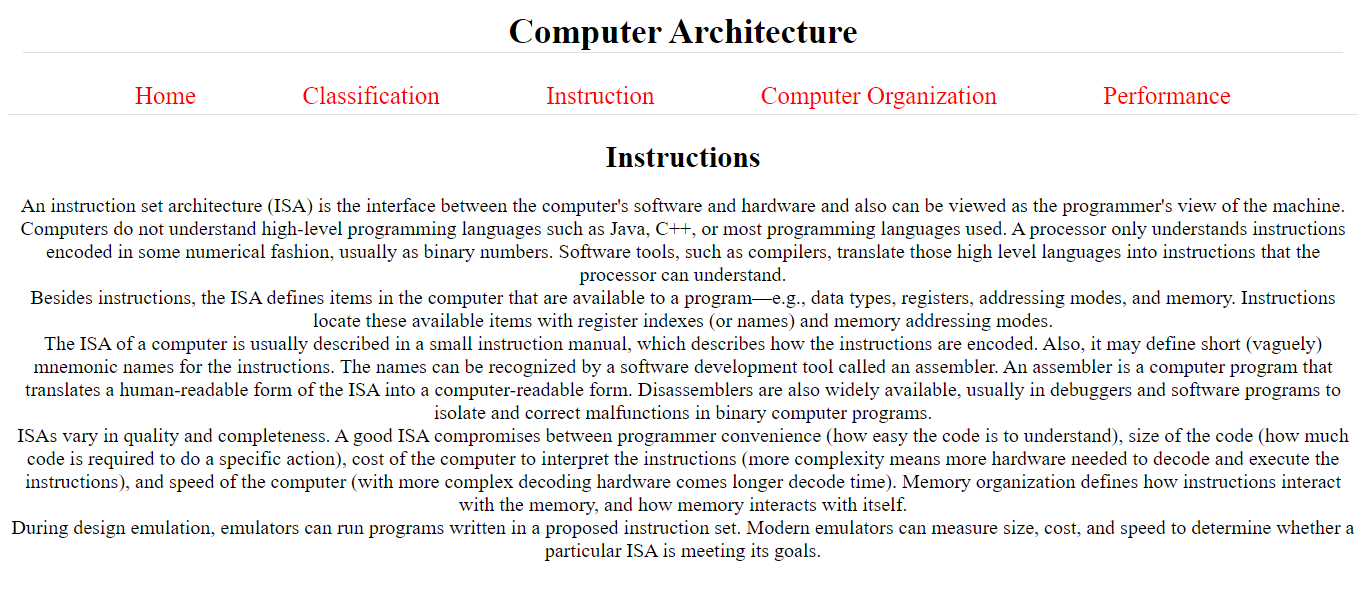 Computer Architecture
Home Classification Instruction Computer Organization Performance
Instructions
An instruction set architecture (ISA) is the interface between the computer's software and hardware and also can be viewed as the programmer's view of the machine.
Computers do not understand high-level programming languages such as Java, C++, or most programming languages used. A processor only understands instructions
encoded in some numerical fashion, usually as binary numbers. Software tools, such as compilers, translate those high level languages into instructions that the
processor can understand.
Besides instructions, the ISA defines items in the computer that are available to a program—e.g., data types, registers, addressing modes, and memory. Instructions
locate these available items with register indexes (or names) and memory addressing modes.
The ISA of a computer is usually described in a small instruction manual, which describes how the instructions are encoded. Also, it may define short (vaguely)
mnemonic names for the instructions. The names can be recognized by a software development tool called an assembler. An assembler is a computer program that
translates a human-readable form of the ISA into a computer-readable form. Disassemblers are also widely available, usually in debuggers and software programs to
isolate and correct malfunctions in binary computer programs.
ISAs vary in quality and completeness. A good ISA compromises between programmer convenience (how easy the code is to understand), size of the code (how much
code is required to do a specific action), cost of the computer to interpret the instructions (more complexity means more hardware needed to decode and execute the
instructions), and speed of the computer (with more complex decoding hardware comes longer decode time). Memory organization defines how instructions interact
with the memory, and how memory interacts with itself.
During design emulation, emulators can run programs written in a proposed instruction set. Modern emulators can measure size, cost, and speed to determine whether a
particular ISA is meeting its goals.